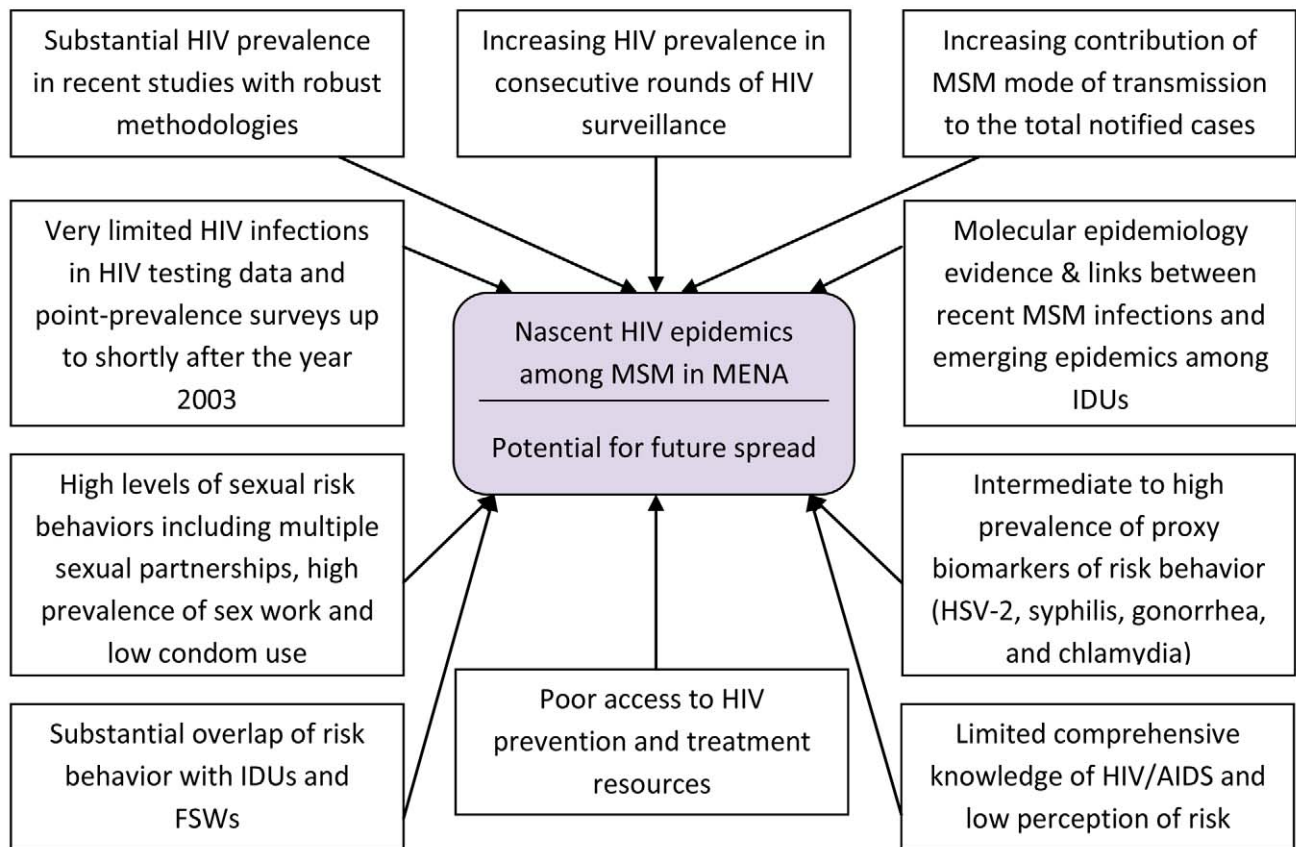 Substantial HIV prevalence
in recent studies with robust
methodologies
Increasing HIV prevalence in
consecutive rounds of HIV
surveillance
Increasing contribution of
MSM mode of transmission
to the total notified cases
Very limited HIV infections
in HIV testing data and
point-prevalence surveys up
to shortly after the year
2003
Nascent HIV epidemics
among MSM in MENA
Potential for future spread
Molecular epidemiology
evidence & links between
recent MSM infections and
emerging epidemics among
IDUs
High levels of sexual risk
behaviors including multiple
sexual partnerships, high
prevalence of sex work and
low condom use
Intermediate to high
prevalence of proxy
biomarkers of risk behavior
(HSV-2, syphilis, gonorrhea,
and chlamydia)
Substantial overlap of risk
behavior with IDUs and
FSWs
Poor access to HIV
prevention and treatment
resources
Limited comprehensive
knowledge of HIV/AIDS and
low perception of risk